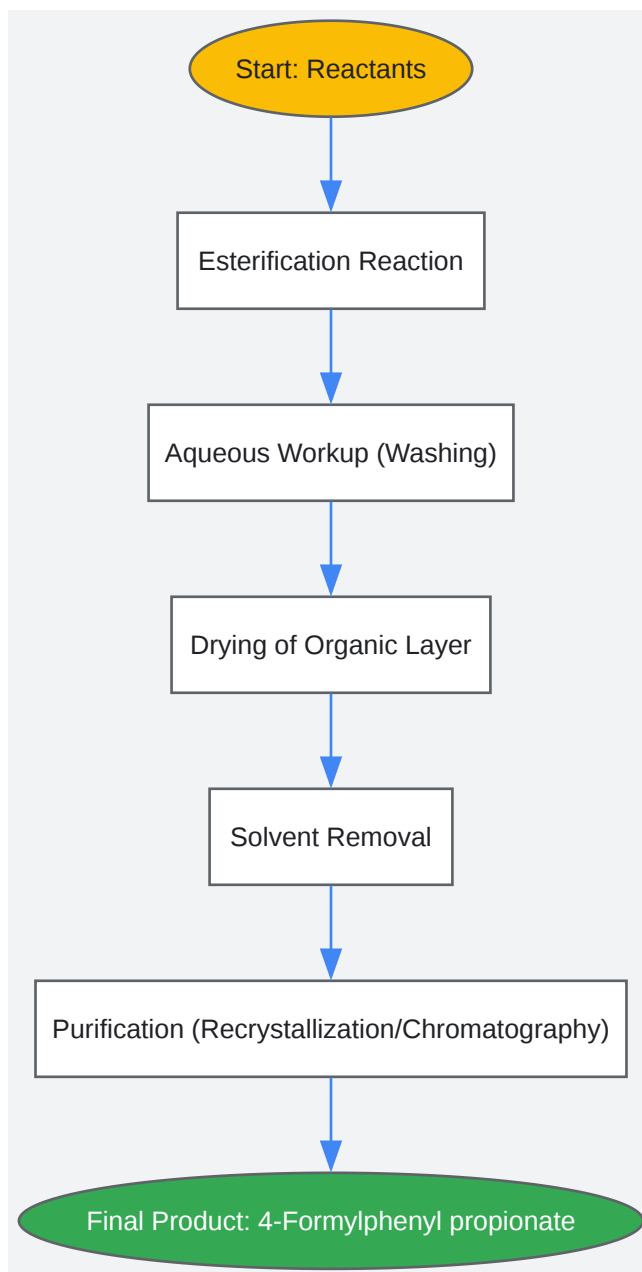 Start: Reactants
Esterification Reaction
Aqueous Workup (Washing)
Drying of Organic Layer
Solvent Removal
Purification (Recrystallization/Chromatography)
Final Product: 4-Formylphenyl propionate